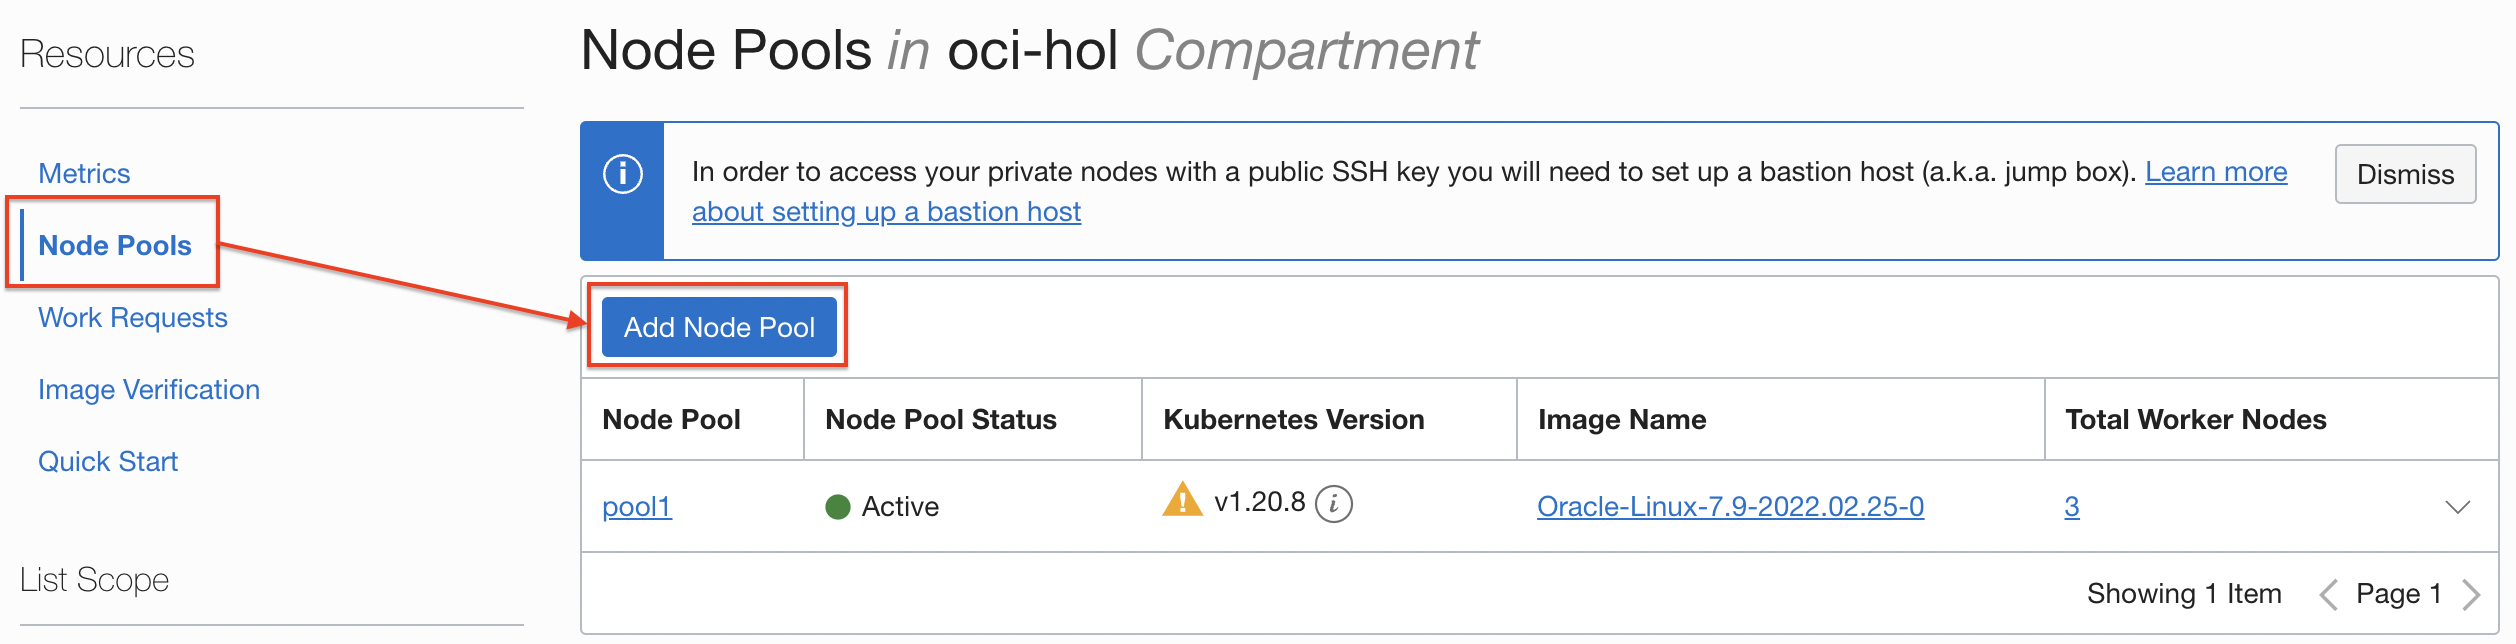 Resources
Metrics
Node Pools
Work Requests
Image Verification
Quick Start
List Scope
Node Pools in oci-hol Compartment
In order to access your private nodes with a public SSH key you will need to set up a bastion host (a.k.a. jump box). Learn more
about setting up a bastion host
Dismiss
Add Node Pool
Node Pool Node Pool Status Kubernetes Version Image Name Total Worker Nodes
pool1 Active v1.20.8 Oracle-Linux-7.9-2022.02.25-0 3
Showing 1 Item Page 1